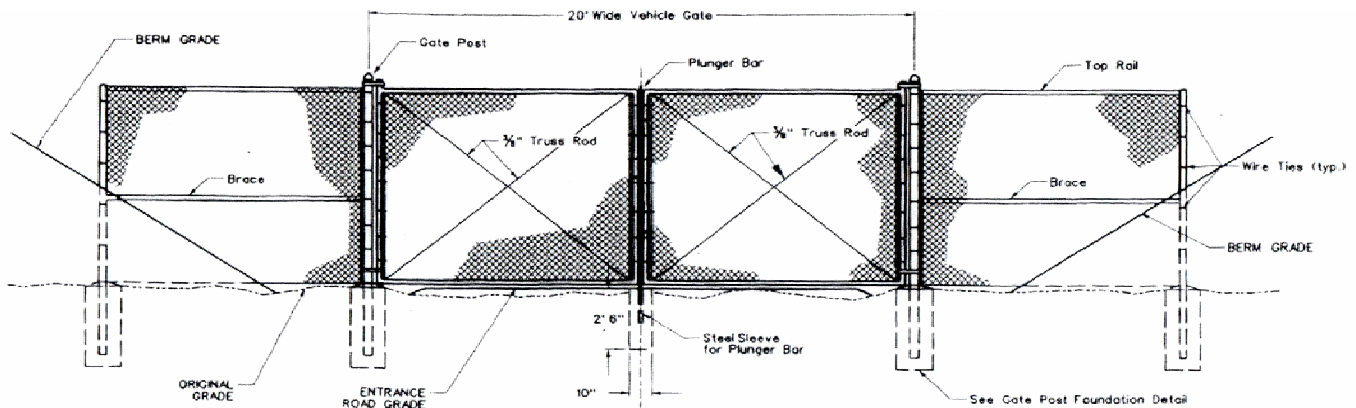 20' Wide Vehicle Gate
BERM GRADE
Gate Post
Plunger Bar
Top Rail
⅜" Truss Rod
⅜" Truss Rod
Wire Ties (typ.)
Brace
Brace
BERM GRADE
2' 6"
Steel Sleeve
for Plunger Bar
ORIGINAL
GRADE
ENTRANCE
ROAD GRADE
10"
See Gate Post Foundation Detail